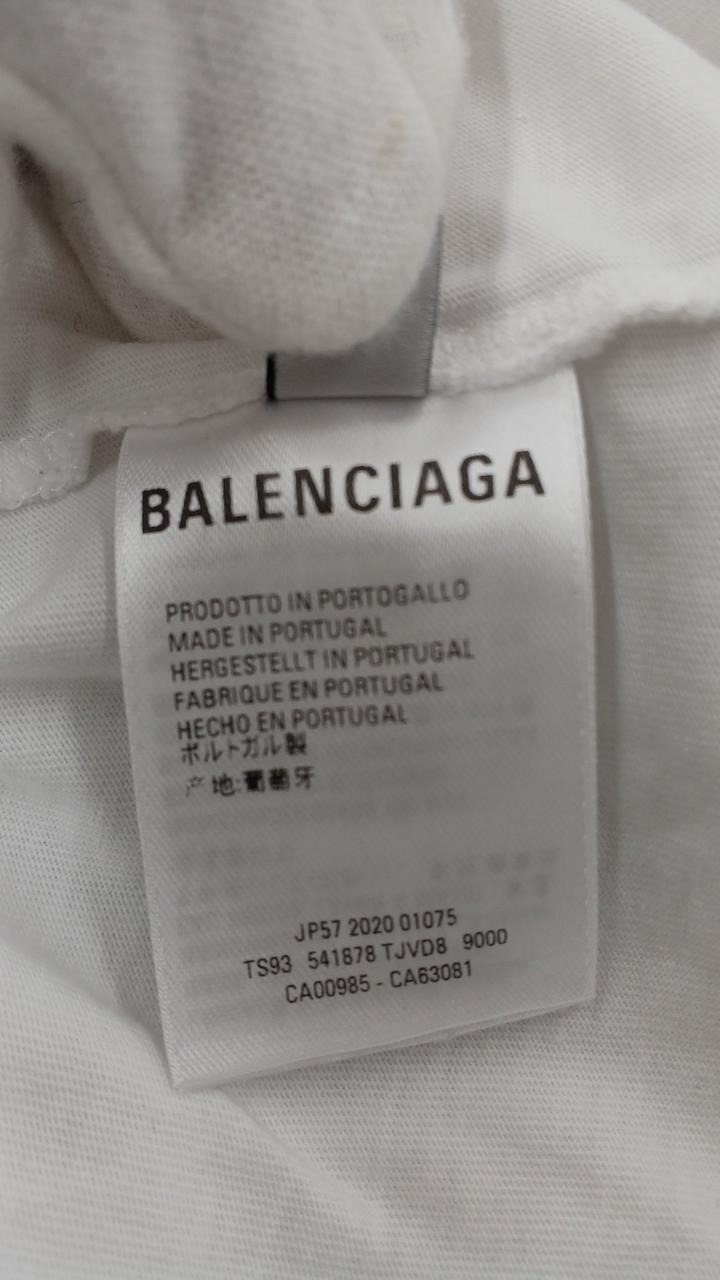 BALENCIAGA
PRODOTTO IN PORTOGALLO
MADE IN PORTUGAL
HERGESTELLT IN PORTUGAL
FABRIQUE EN PORTUGAL
HECHO EN PORTUGAL
ポルトガル製
产地:葡萄牙
JP57 2020 01075
TS93 541878 TJVD8 9000
CA00985 - CA63081